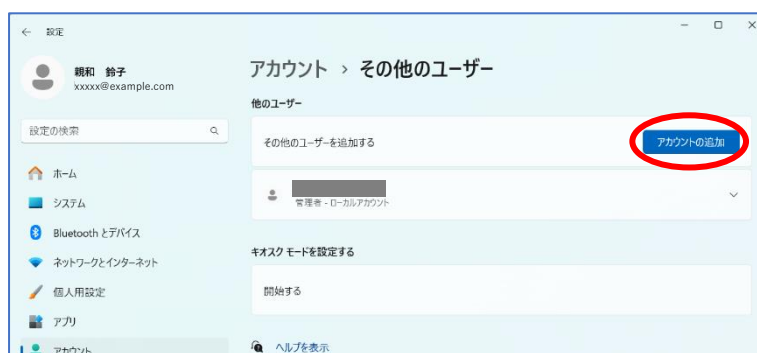 ← 設定
親和 鈴子
xxxxx@example.com
設定の検索
ホーム
システム
Bluetooth とデバイス
ネットワークとインターネット
個人用設定
アプリ
アカウント
アカウント › その他のユーザー
他のユーザー
その他のユーザーを追加する
アカウントの追加
管理者 - ローカルアカウント
キオスク モードを設定する
開始する
ヘルプを表示